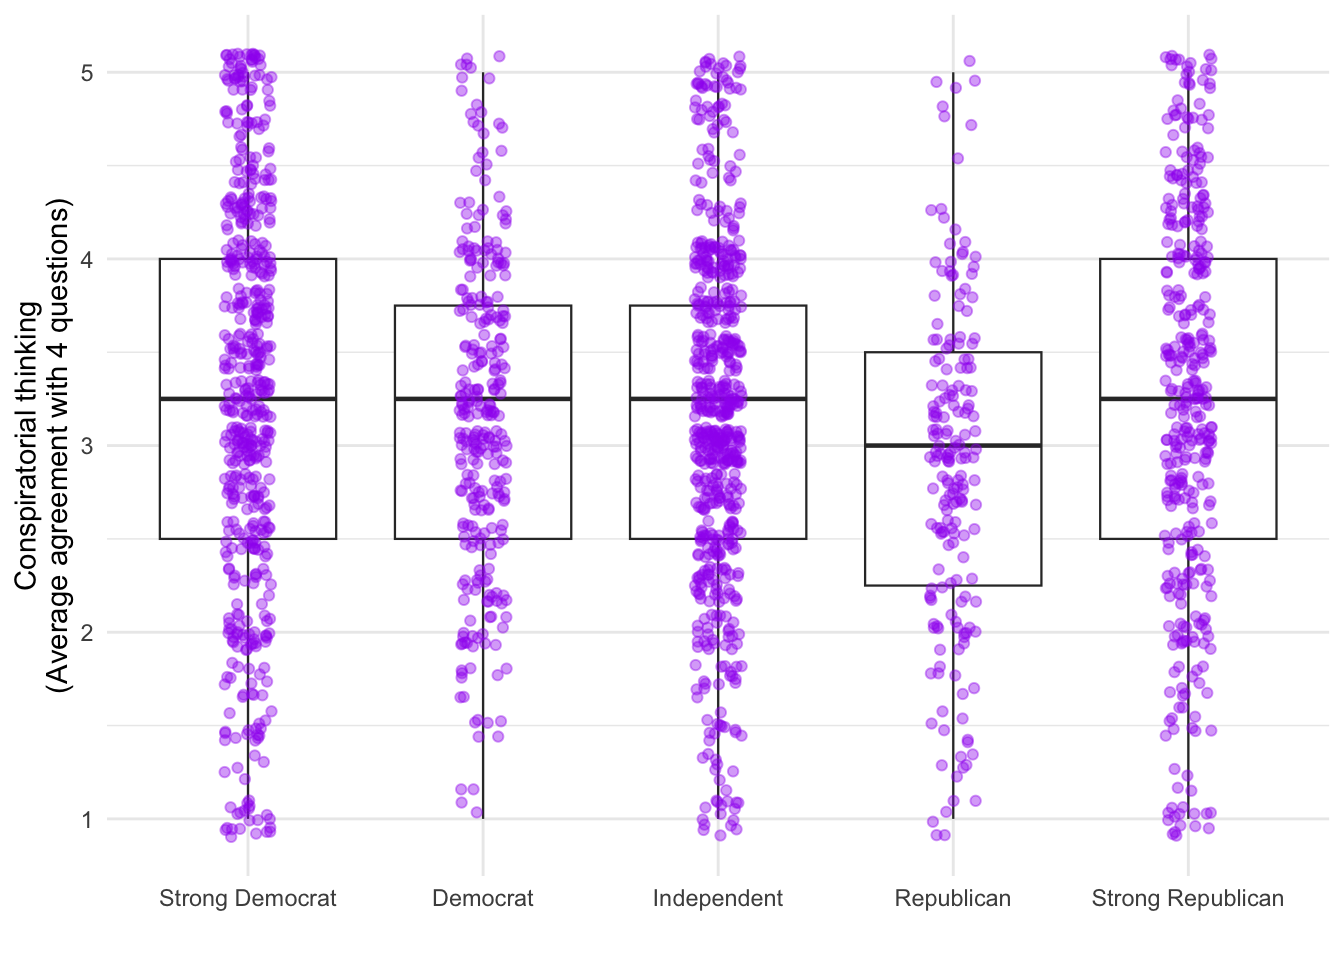 Conspiratorial thinking
(Average agreement with 4 questions)
5
4
3
2
1
Strong Democrat
Democrat
Independent
Republican
Strong Republican